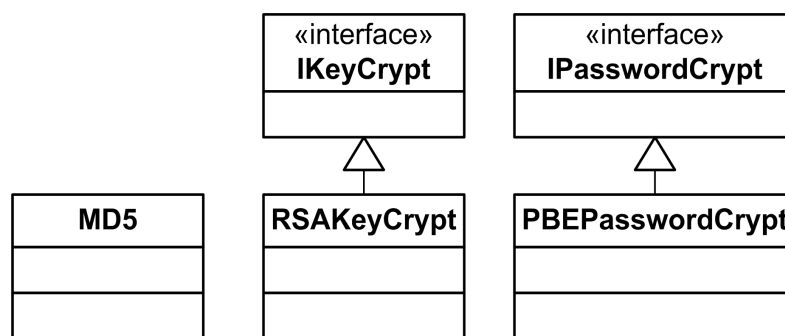 «interface»
IKeyCrypt
«interface»
IPasswordCrypt
MD5
RSAKeyCrypt
PBEPasswordCrypt